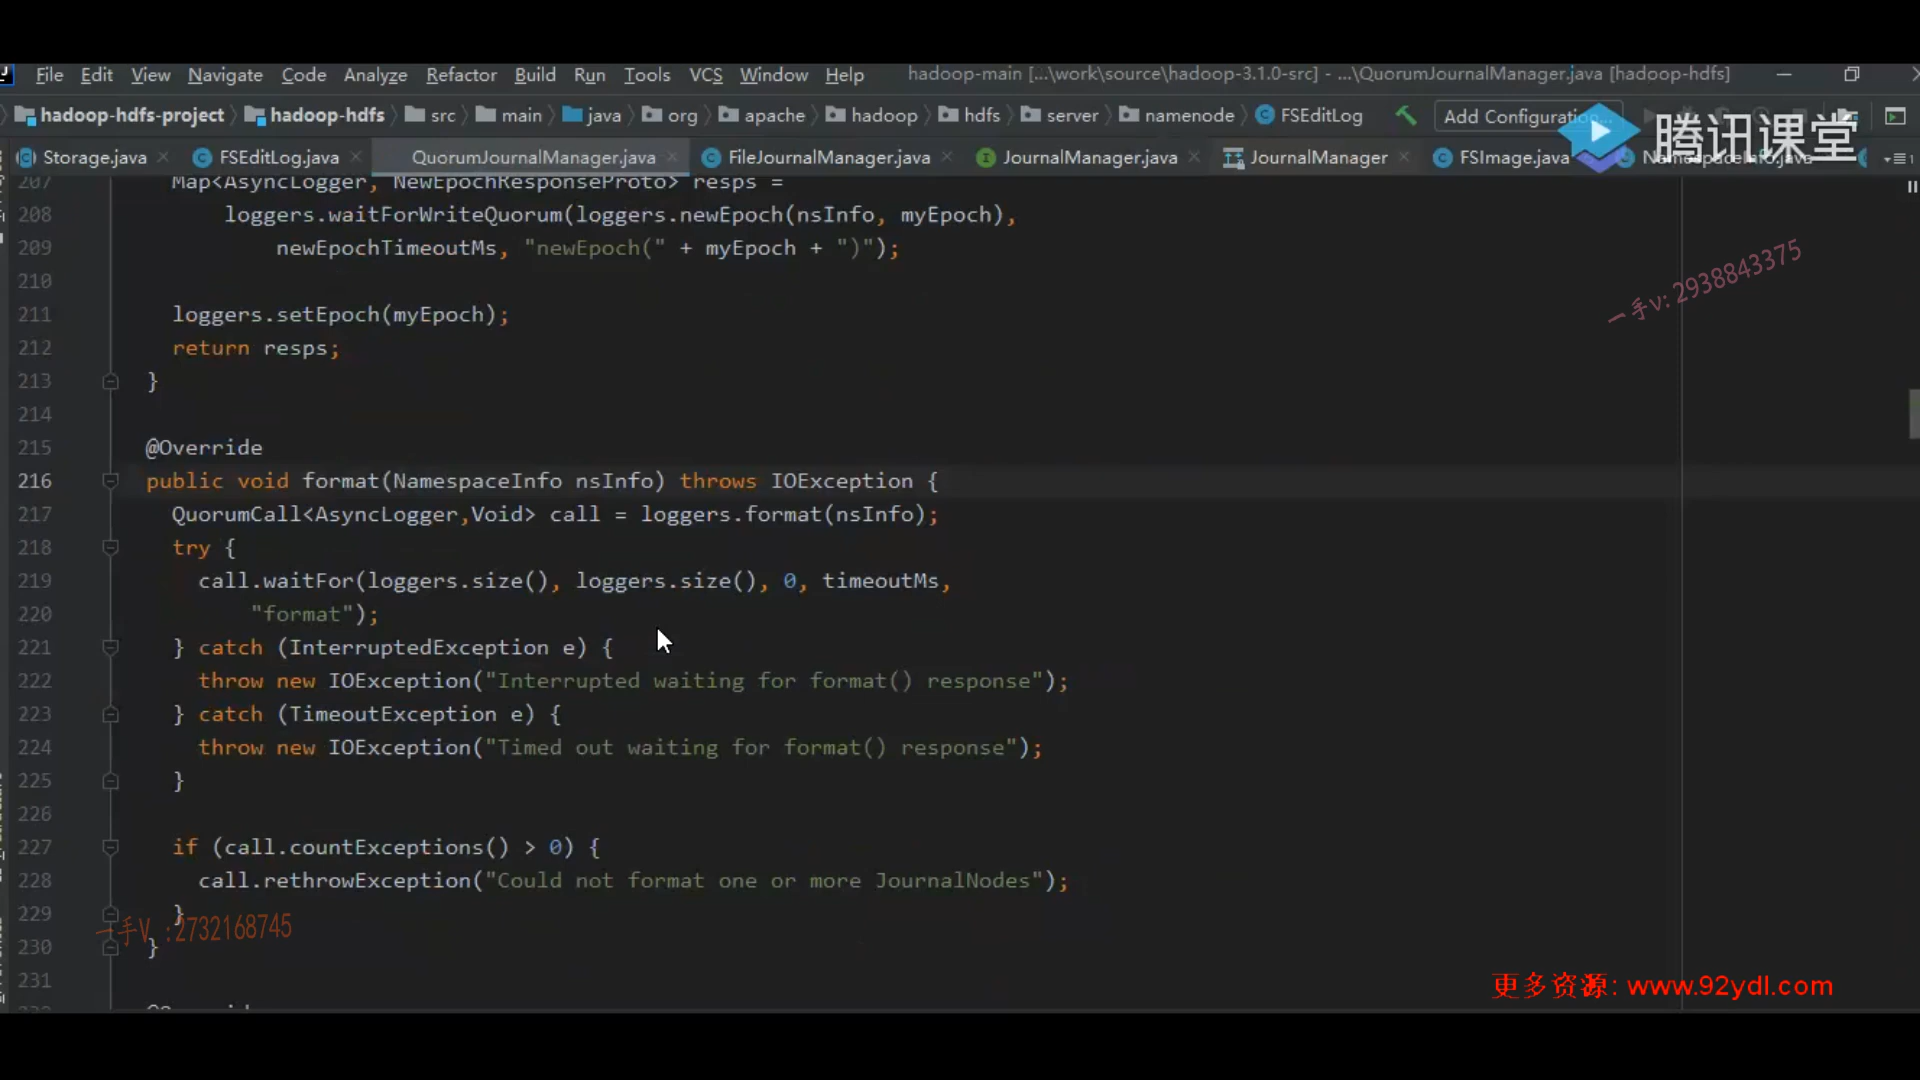 File Edit View Navigate Code Analyze Refactor Build Run Tools VCS Window Help hadoop-main [...\work\source\hadoop-3.1.0-src] - ...\QuorumJournalManager.java [hadoop-hdfs]
hadoop-hdfs-project hadoop-hdfs src main java org apache hadoop hdfs server namenode FSEditLog Add Configuration...
腾讯课堂
Storage.java FSEditLog.java QuorumJournalManager.java FileJournalManager.java JournalManager.java JournalManager FSImage.java NamespaceInfo.java
207 Map<AsyncLogger, NewEpochResponseProto> resps =
208 loggers.waitForWriteQuorum(loggers.newEpoch(nsInfo, myEpoch),
209 newEpochTimeoutMs, "newEpoch(" + myEpoch + ")");
210
一手v: 2938843375
211 loggers.setEpoch(myEpoch);
212 return resps;
213 }
214
215 @Override
216 public void format(NamespaceInfo nsInfo) throws IOException {
217 QuorumCall<AsyncLogger,Void> call = loggers.format(nsInfo);
218 try {
219 call.waitFor(loggers.size(), loggers.size(), 0, timeoutMs,
220 "format");
221 } catch (InterruptedException e) {
222 throw new IOException("Interrupted waiting for format() response");
223 } catch (TimeoutException e) {
224 throw new IOException("Timed out waiting for format() response");
225 }
226
227 if (call.countExceptions() > 0) {
228 call.rethrowException("Could not format one or more JournalNodes");
229 }
一手V :2732168745
230 }
231
更多资源: www.92ydl.com